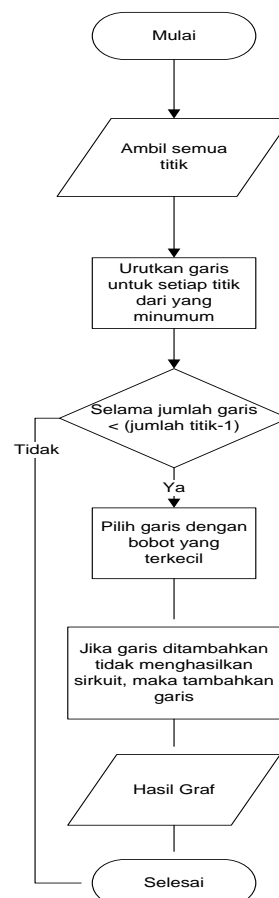 Mulai
Ambil semua
titik
Urutkan garis
untuk setiap titik
dari yang
minumum
Selama jumlah garis
< (jumlah titik-1)
Tidak
Ya
Pilih garis dengan
bobot yang
terkecil
Jika garis ditambahkan
tidak menghasilkan
sirkuit, maka tambahkan
garis
Hasil Graf
Selesai